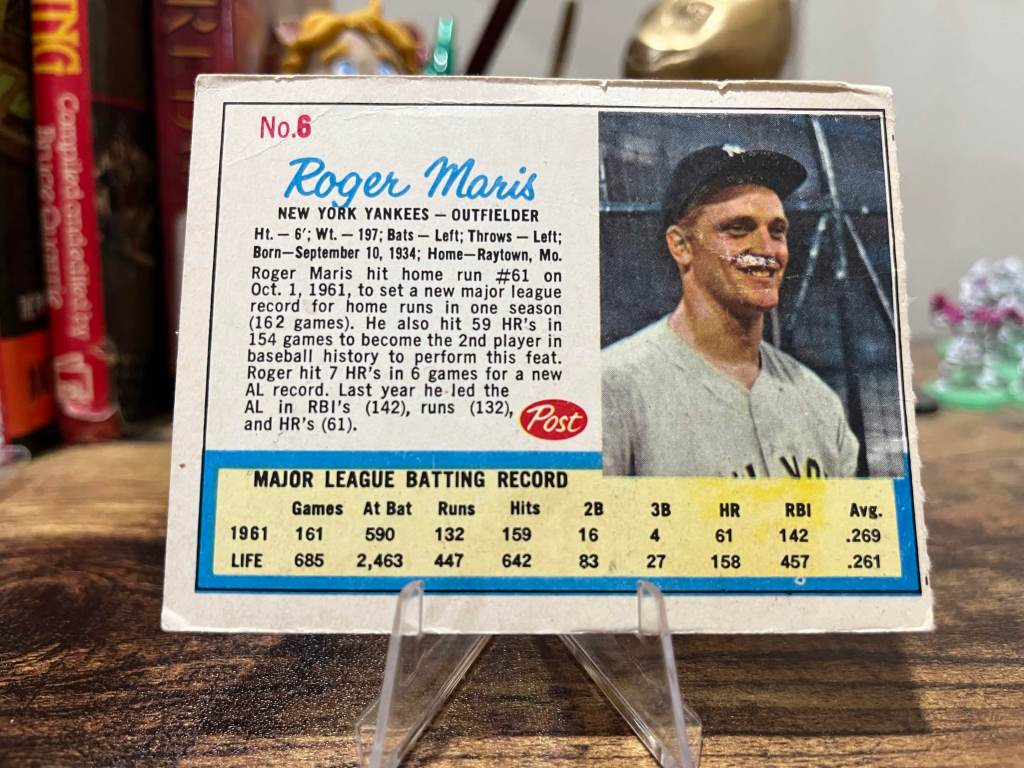 No.6
Roger Maris
NEW YORK YANKEES — OUTFIELDER
Ht. — 6'; Wt. — 197; Bats — Left; Throws — Left;
Born—September 10, 1934; Home—Raytown, Mo.
Roger Maris hit home run #61 on
Oct. 1, 1961, to set a new major league
record for home runs in one season
(162 games). He also hit 59 HR's in
154 games to become the 2nd player in
baseball history to perform this feat.
Roger hit 7 HR's in 6 games for a new
AL record. Last year he led the
AL in RBI's (142), runs (132),
and HR's (61).
Post
MAJOR LEAGUE BATTING RECORD
Games At Bat Runs Hits 2B 3B HR RBI Avg.
1961 161 590 132 159 16 4 61 142 .269
LIFE 685 2,463 447 642 83 27 158 457 .261